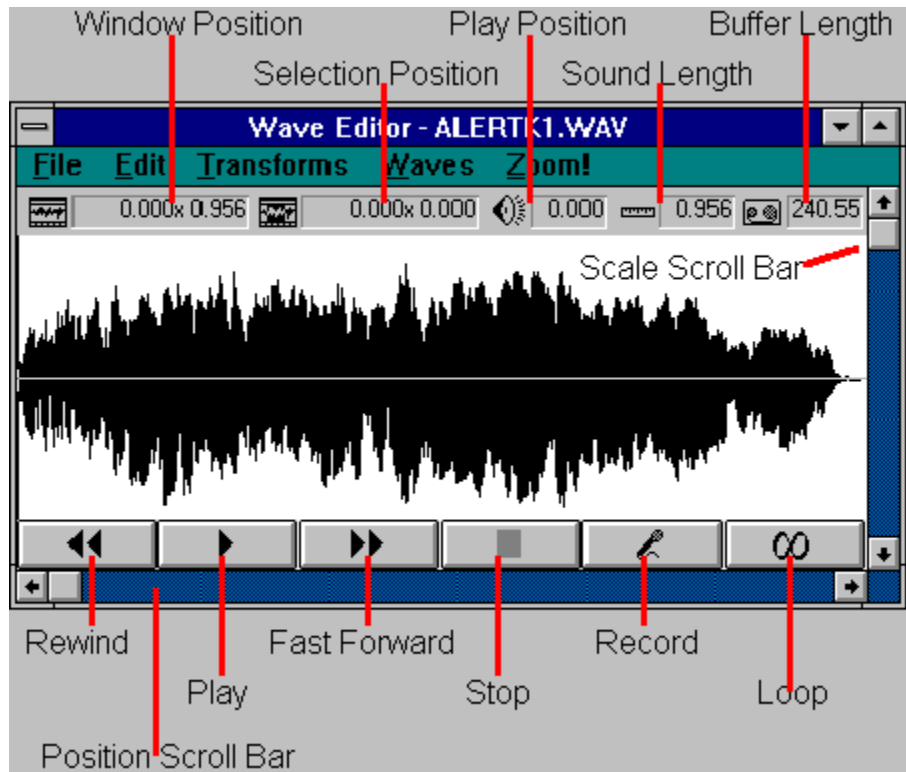 Window Position Play Position Buffer Length
Selection Position Sound Length
Wave Editor - ALERTK1.WAV
File Edit Transforms Waves Zoom!
0.000x 0.956 0.000x 0.000 0.000 0.956 240.55
Scale Scroll Bar
Rewind Fast Forward Record
Play Stop Loop
Position Scroll Bar